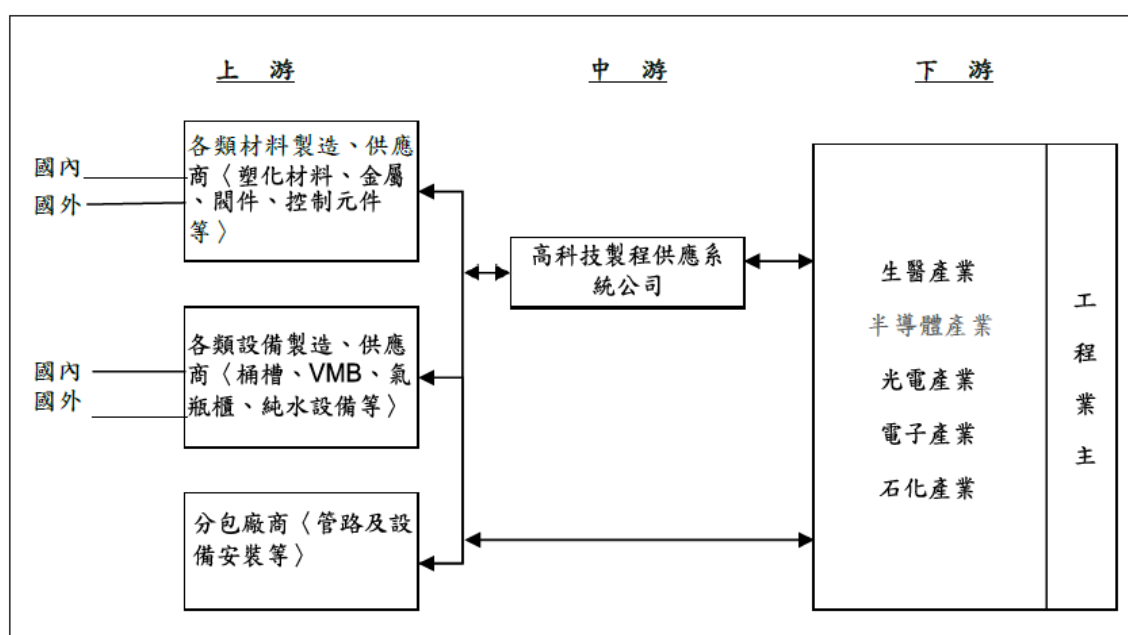 上 游
中 游
下 游
國內
國外
各類材料製造、供應
商〈塑化材料、金屬
、閥件、控制元件
等〉
高科技製程供應系
統公司
國內
國外
各類設備製造、供應
商〈桶槽、VMB、氣
瓶櫃、純水設備等〉
分包廠商〈管路及設
備安裝等〉
生醫產業
半導體產業
光電產業
電子產業
石化產業
工
程
業
主